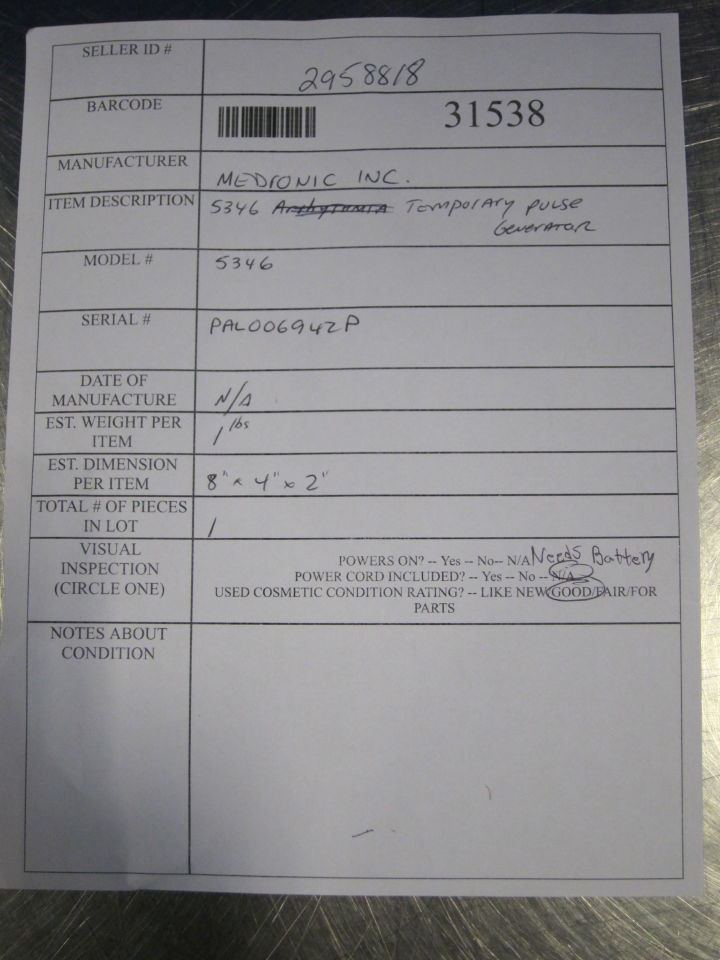 SELLER ID # 2958818
BARCODE 31538
MANUFACTURER MEDTONIC INC.
ITEM DESCRIPTION 5346 Arrhythmia Temporary pulse
Generator
MODEL # 5346
SERIAL # PAL006942P
DATE OF
MANUFACTURE N/A
EST. WEIGHT PER
ITEM 1 lbs
EST. DIMENSION
PER ITEM 8" x 4" x 2"
TOTAL # OF PIECES
IN LOT 1
VISUAL
INSPECTION
(CIRCLE ONE)
POWERS ON? -- Yes -- No-- N/A Needs Battery
POWER CORD INCLUDED? -- Yes -- No -- N/A
USED COSMETIC CONDITION RATING? -- LIKE NEW/GOOD/FAIR/FOR
PARTS
NOTES ABOUT
CONDITION